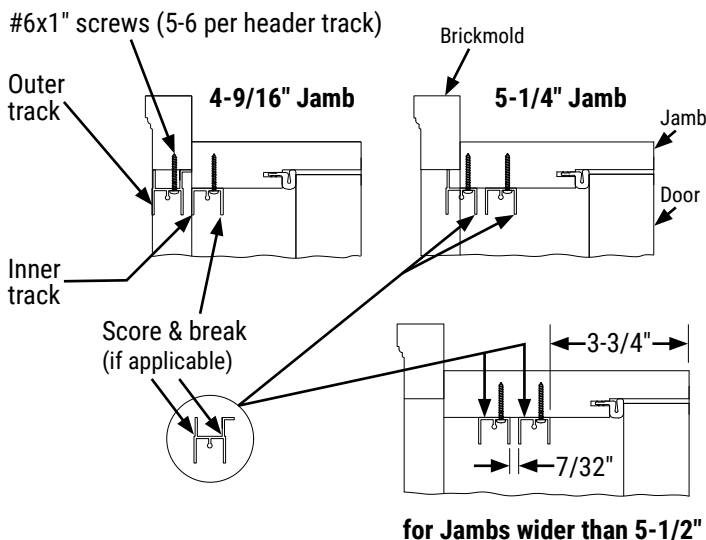 #6x1" screws (5-6 per header track)
Brickmold
Outer
track
4-9/16" Jamb
5-1/4" Jamb
Jamb
Door
Inner
track
Score & break
(if applicable)
3-3/4"
7/32"
for Jambs wider than 5-1/2"